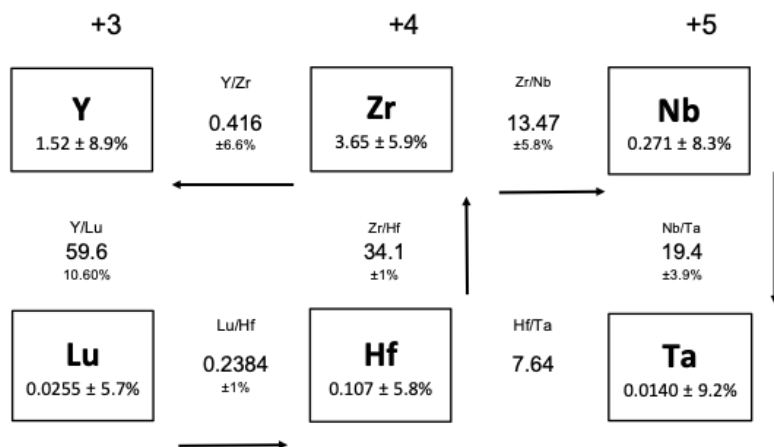 +3 +4 +5
Y/Zr Zr/Nb
Y Zr Nb
0.416 13.47
1.52 ± 8.9% ±6.6% 3.65 ± 5.9% ±5.8% 0.271 ± 8.3%
Y/Lu Zr/Hf Nb/Ta
59.6 34.1 19.4
10.60% ±1% ±3.9%
Lu/Hf Hf/Ta
Lu Hf Ta
0.2384 7.64
0.0255 ± 5.7% ±1% 0.107 ± 5.8% 0.0140 ± 9.2%